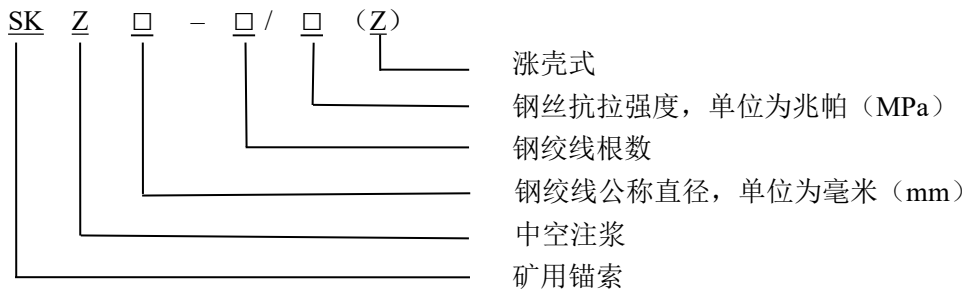 SK Z □ – □ / □ （Z）
涨壳式
钢丝抗拉强度，单位为兆帕（MPa）
钢绞线根数
钢绞线公称直径，单位为毫米（mm）
中空注浆
矿用锚索